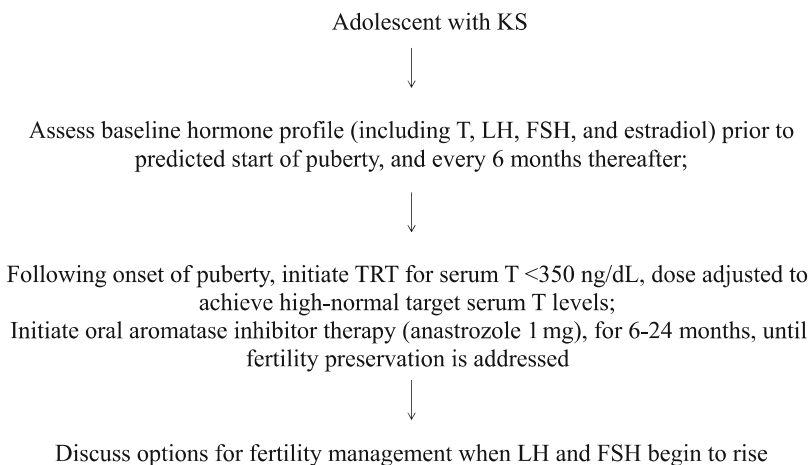 Adolescent with KS
Assess baseline hormone profile (including T, LH, FSH, and estradiol) prior to
predicted start of puberty, and every 6 months thereafter;
Following onset of puberty, initiate TRT for serum T <350 ng/dL, dose adjusted to
achieve high-normal target serum T levels;
Initiate oral aromatase inhibitor therapy (anastrozole 1 mg), for 6-24 months, until
fertility preservation is addressed
Discuss options for fertility management when LH and FSH begin to rise